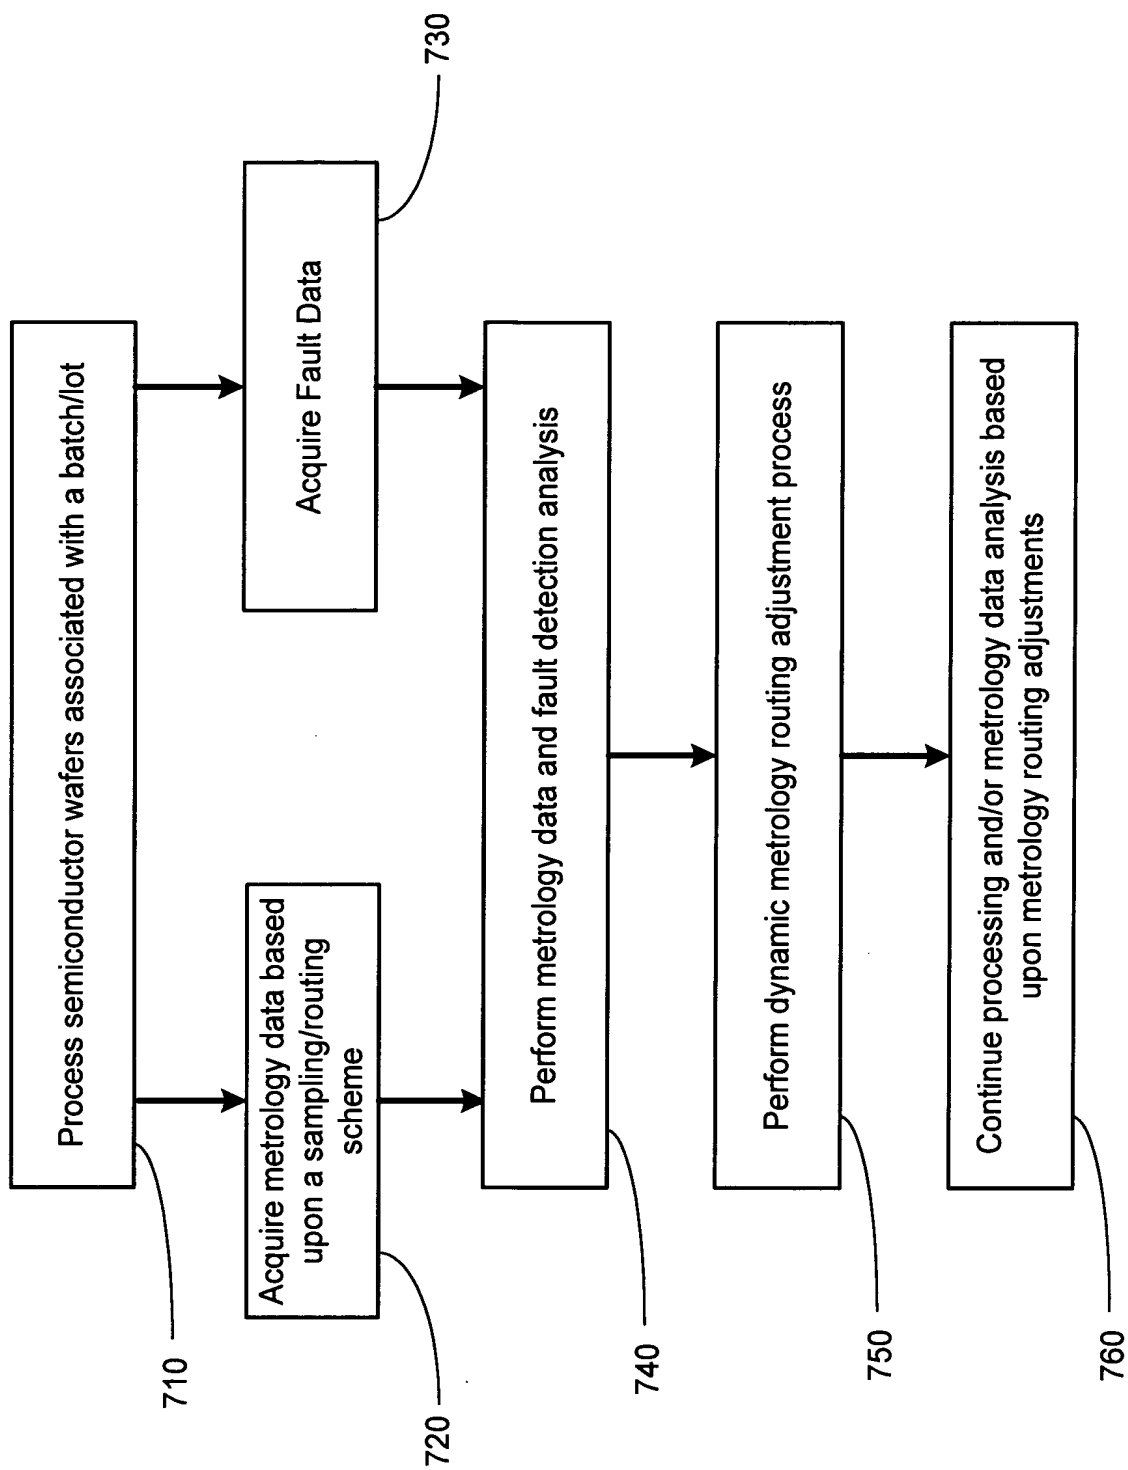 Process semiconductor wafers associated with a batch/lot
710
Acquire metrology data based
upon a sampling/routing
scheme
720
Acquire Fault Data
730
Perform metrology data and fault detection analysis
740
Perform dynamic metrology routing adjustment process
750
Continue processing and/or metrology data analysis based
upon metrology routing adjustments
760